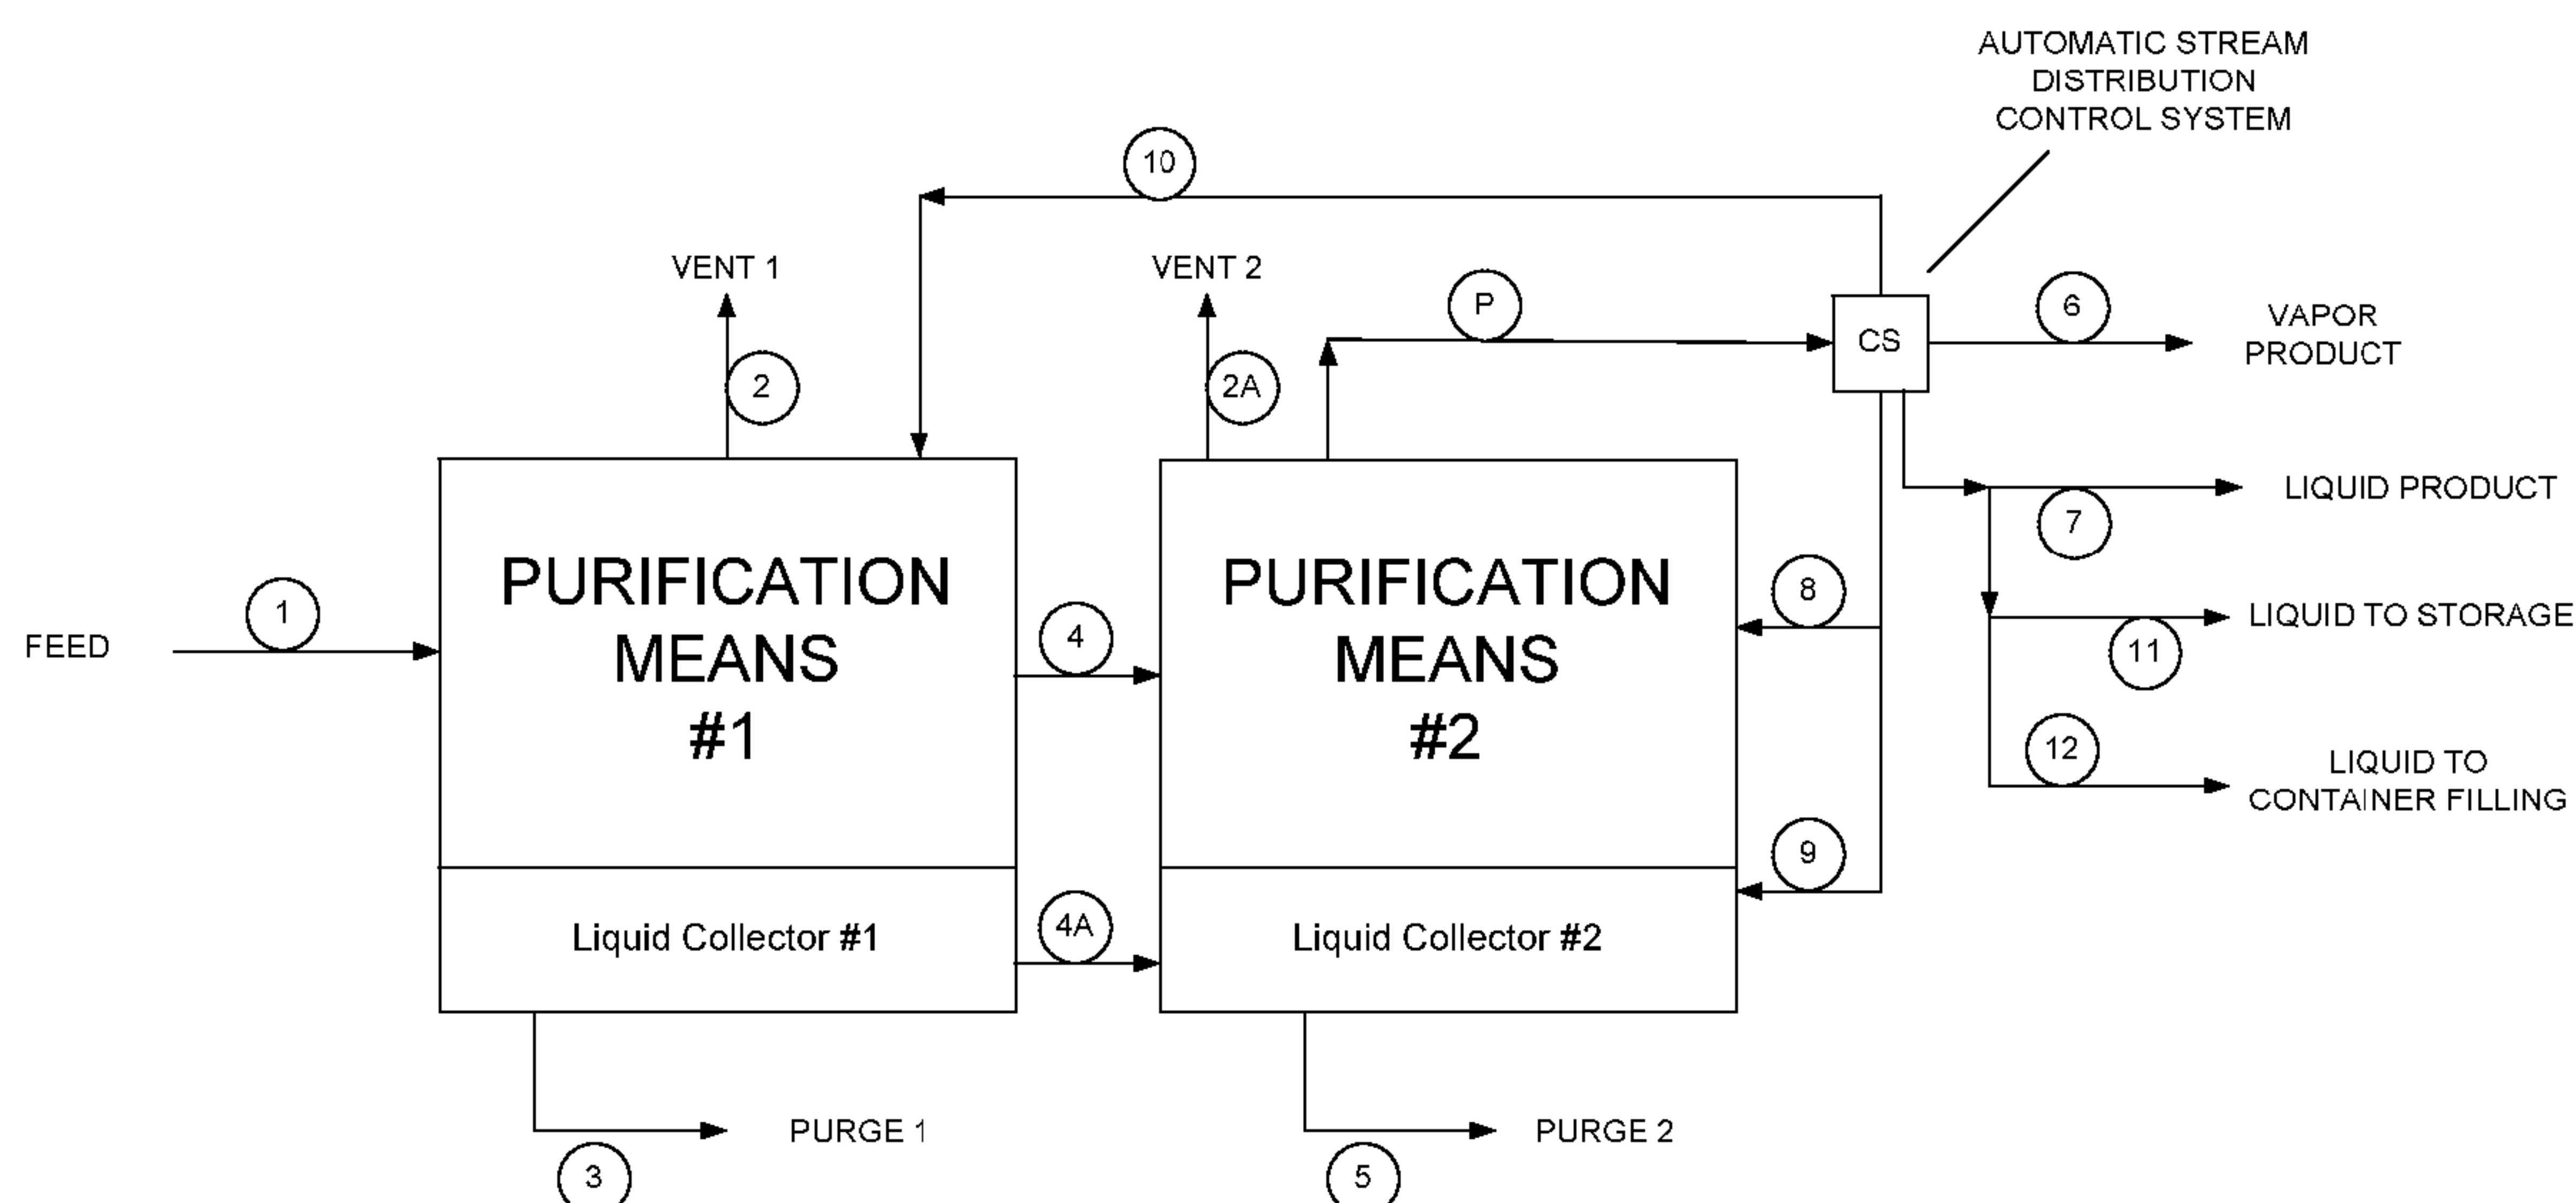 AUTOMATIC STREAM
DISTRIBUTION
CONTROL SYSTEM
10
VENT 1
VENT 2
P
6
VAPOR
PRODUCT
CS
2
2A
LIQUID PRODUCT
7
PURIFICATION
MEANS
#1
PURIFICATION
MEANS
#2
1
FEED
4
8
LIQUID TO STORAGE
11
12
LIQUID TO
CONTAINER FILLING
9
Liquid Collector #1
4A
Liquid Collector #2
PURGE 1
3
PURGE 2
5